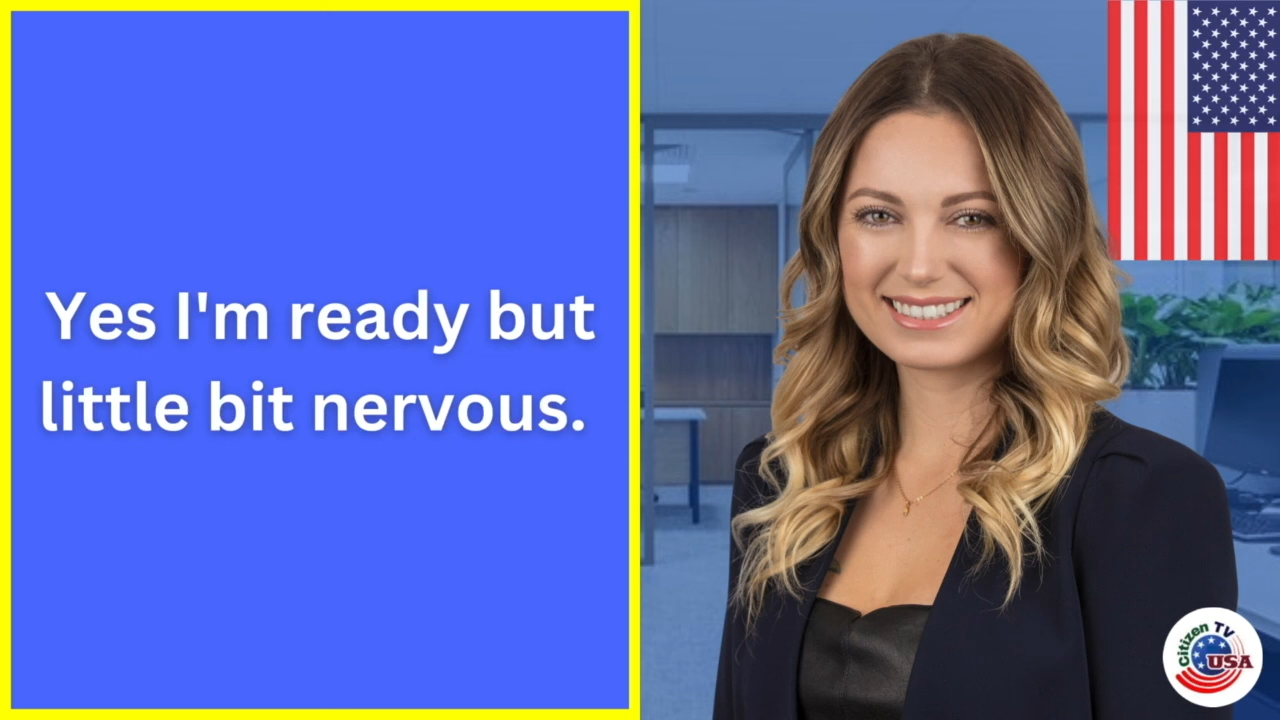 Yes I'm ready but
little bit nervous.
Citizen TV
USA